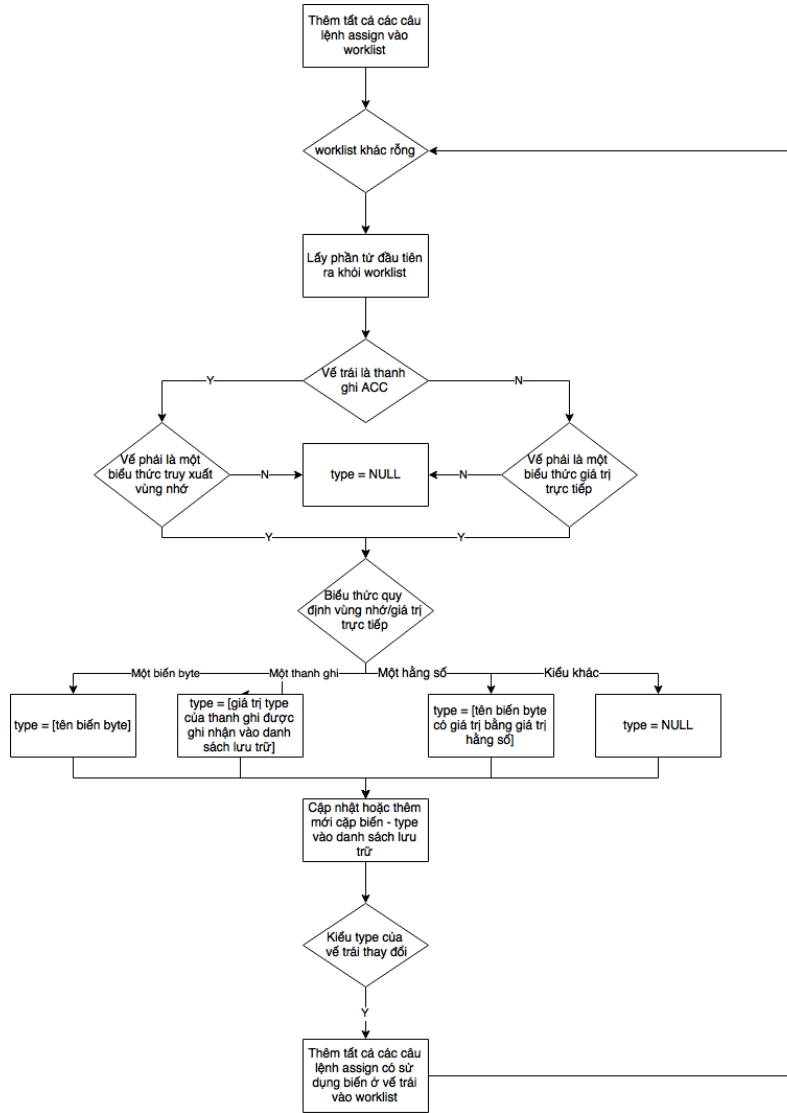 Thêm tất cả các câu
lệnh assign vào
worklist
worklist khác rỗng
Lấy phần tử đầu tiên
ra khỏi worklist
Vế trái là thanh
ghi ACC
Y
N
Vế phải là một
biểu thức truy xuất
vùng nhớ
N
type = NULL
N
Vế phải là một
biểu thức giá trị
trực tiếp
Y
Y
Biểu thức quy
định vùng nhớ/giá trị
trực tiếp
Một biến byte
Một thanh ghi
Một hằng số
Kiểu khác
type = [tên biến byte]
type = [giá trị type
của thanh ghi được
ghi nhận vào danh
sách lưu trữ]
type = [tên biến byte
có giá trị bằng giá trị
hằng số]
type = NULL
Cập nhật hoặc thêm
mới cặp biến - type
vào danh sách lưu
trữ
Kiểu type của
vế trái thay đổi
Y
Thêm tất cả các câu
lệnh assign có sử
dụng biến ở vế trái
vào worklist